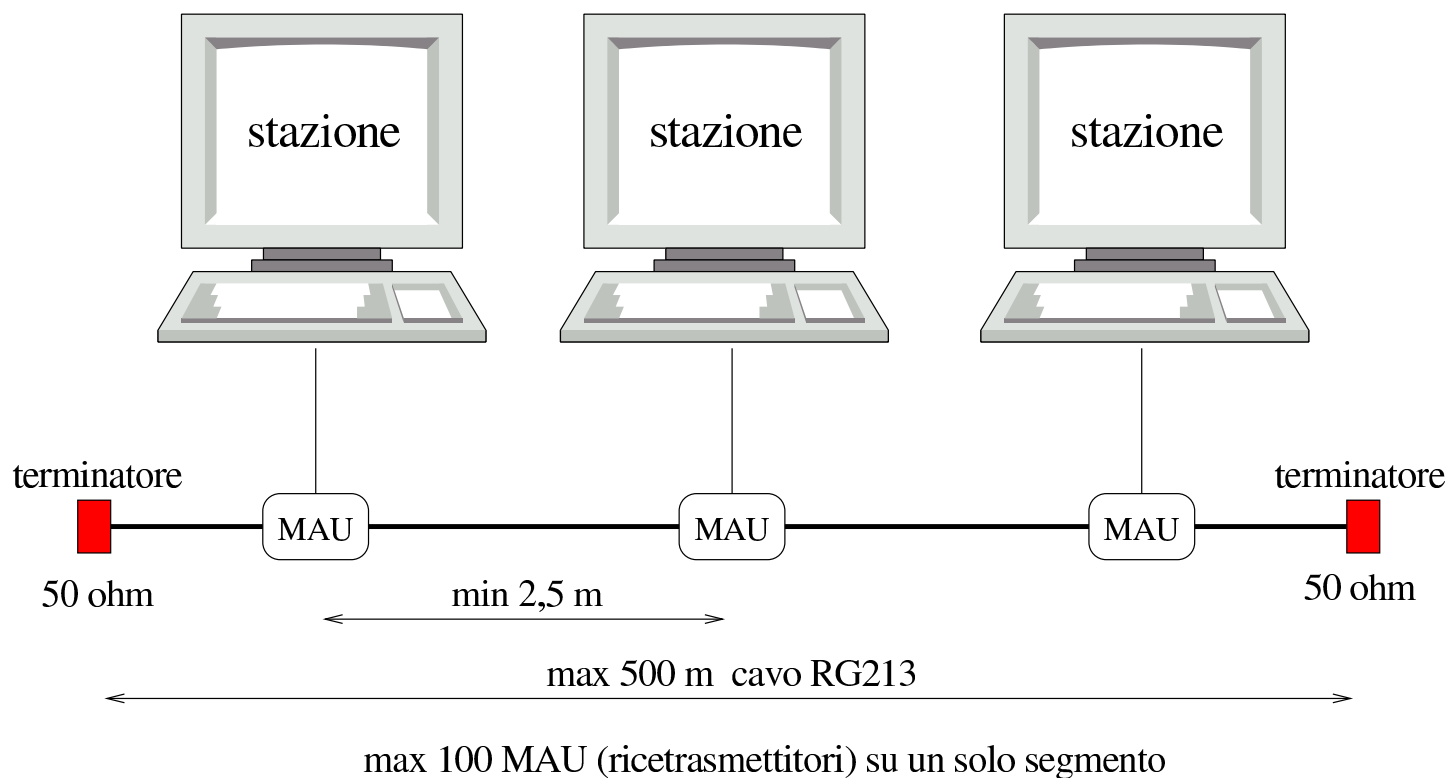 stazione
stazione
stazione
terminatore
terminatore
MAU
MAU
MAU
50 ohm
50 ohm
min 2,5 m
max 500 m cavo RG213
max 100 MAU (ricetrasmettitori) su un solo segmento